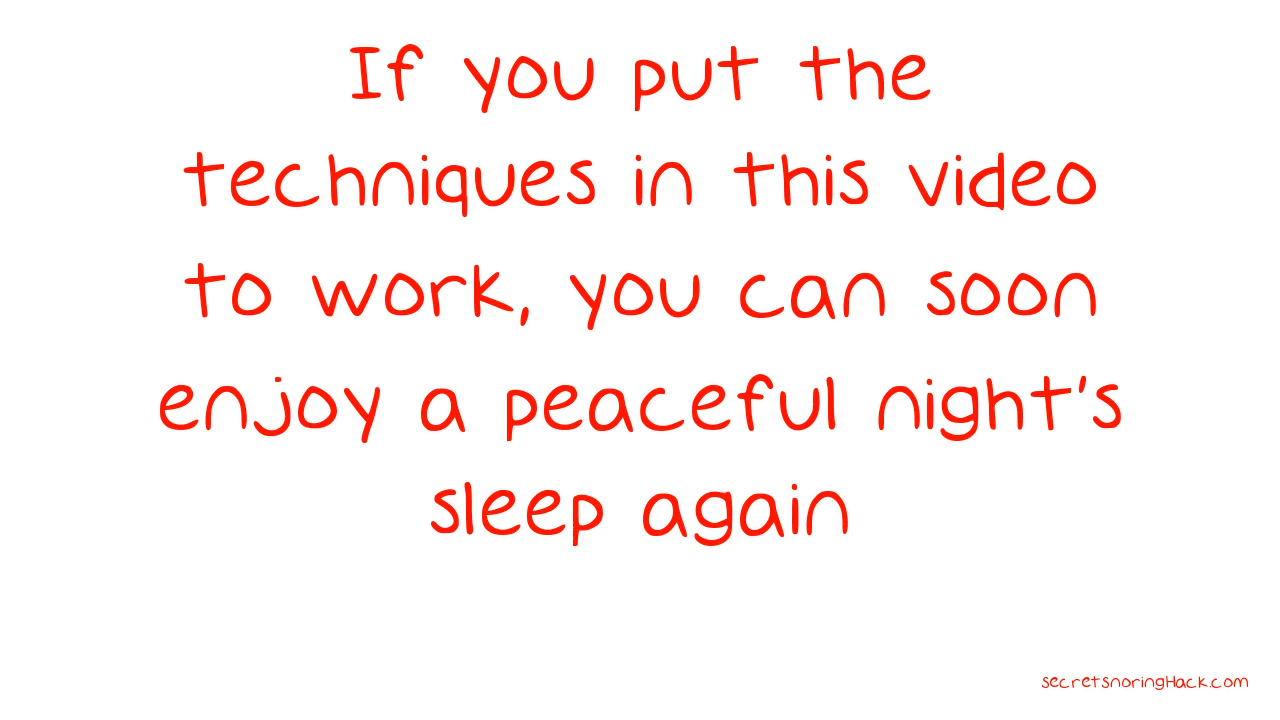 If you put the
techniques in this video
to work, you can soon
enjoy a peaceful night's
sleep again
secretsnoringHack.com